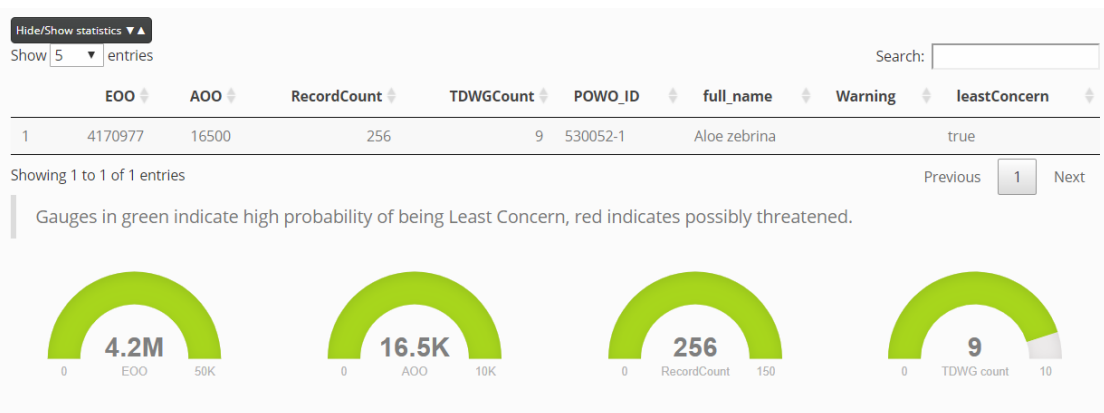 Hide/Show statistics ▼▲
Show 5 ▼ entries
Search:
EOO AOO RecordCount TDWGCount POWO_ID full_name Warning leastConcern
1 4170977 16500 256 9 530052-1 Aloe zebrina true
Showing 1 to 1 of 1 entries
Previous 1 Next
Gauges in green indicate high probability of being Least Concern, red indicates possibly threatened.
4.2M 16.5K 256 9
0 EOO 50K 0 AOO 10K 0 RecordCount 150 0 TDWG count 10